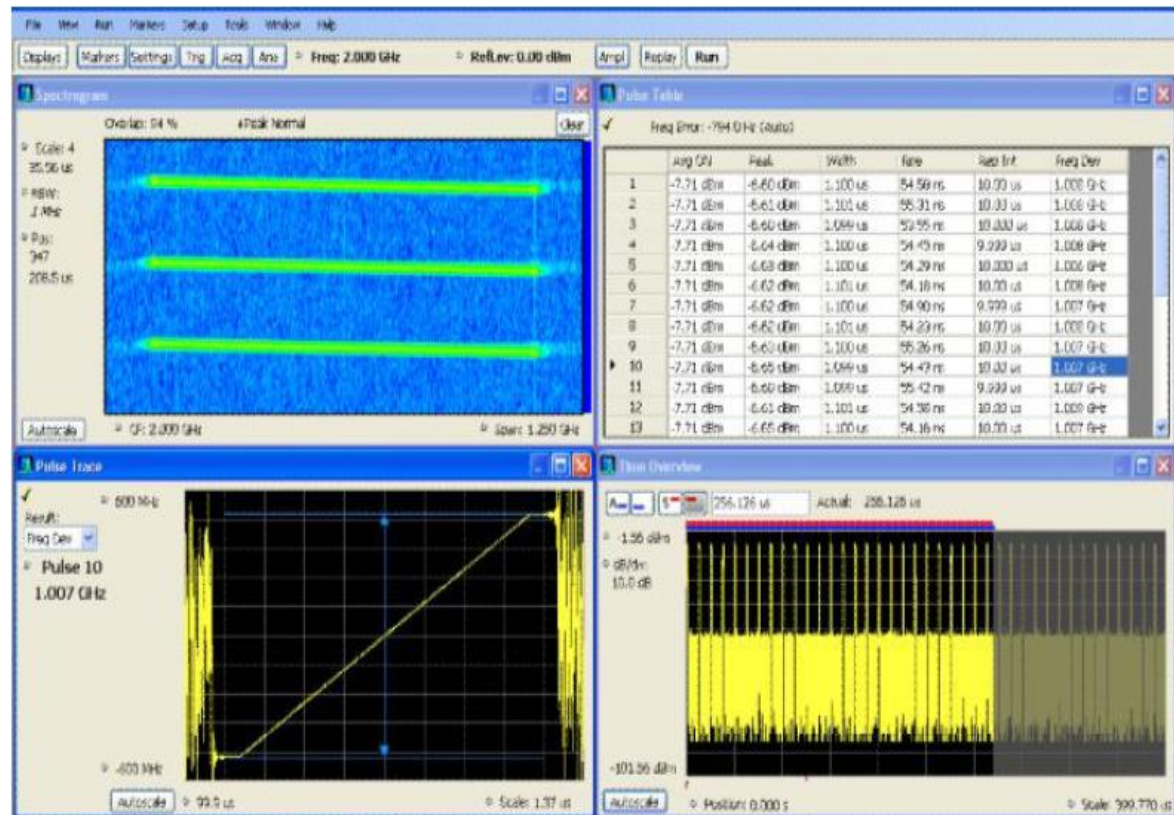 File View Run Markers Setup Tools Window Help
Displays Markers Settings Trig Acq Ana Freq: 2.000 GHz RefLev: 0.00 dBm Ampl Replay Run
Spectrogram
Overlap: 94 % +Peak Normal Clear
Scale: 4
35.56 us
RBW:
1 MHz
Pos:
347
208.5 us
Autoscale CF: 2.000 GHz Span: 1.250 GHz
Pulse Table
Freq Error: -794.0 Hz (Auto)
Avg ON Peak Width Rise Rep Int Freq Dev
1 -7.71 dBm -6.60 dBm 1.100 us 54.58 ns 10.00 us 1.008 GHz
2 -7.71 dBm -6.61 dBm 1.101 us 55.31 ns 10.00 us 1.008 GHz
3 -7.71 dBm -6.60 dBm 1.099 us 10.000 us 1.008 GHz
4 -7.71 dBm -6.64 dBm 1.100 us 54.45 ns 9.999 us 1.008 GHz
5 -7.71 dBm -6.63 dBm 1.100 us 54.29 ns 10.000 us
6 -7.71 dBm -6.62 dBm 1.101 us 54.18 ns 10.00 us 1.008 GHz
7 -7.71 dBm -6.62 dBm 1.100 us 54.90 ns 9.999 us 1.007 GHz
8 -7.71 dBm -6.62 dBm 1.101 us 54.23 ns 10.00 us 1.008 GHz
9 -7.71 dBm 1.100 us 55.26 ns 10.00 us 1.007 GHz
10 -7.71 dBm -6.65 dBm 1.099 us 10.00 us 1.007 GHz
11 -7.71 dBm -6.60 dBm 1.099 us 55.42 ns 9.999 us 1.007 GHz
12 -7.71 dBm -6.61 dBm 1.101 us 10.00 us 1.009 GHz
13 -7.71 dBm -6.65 dBm 1.100 us 54.16 ns 10.00 us 1.007 GHz
Pulse Trace
600 MHz
Result:
Freq Dev
Pulse 10
1.007 GHz
-600 MHz
Autoscale 99.9 us Scale: 1.37 us
Time Overview
256.126 us Actual: 256.126 us
-1.56 dBm
dB/div:
10.0 dB
-101.56 dBm
Autoscale Position: 0.000 s Scale: 399.770 us